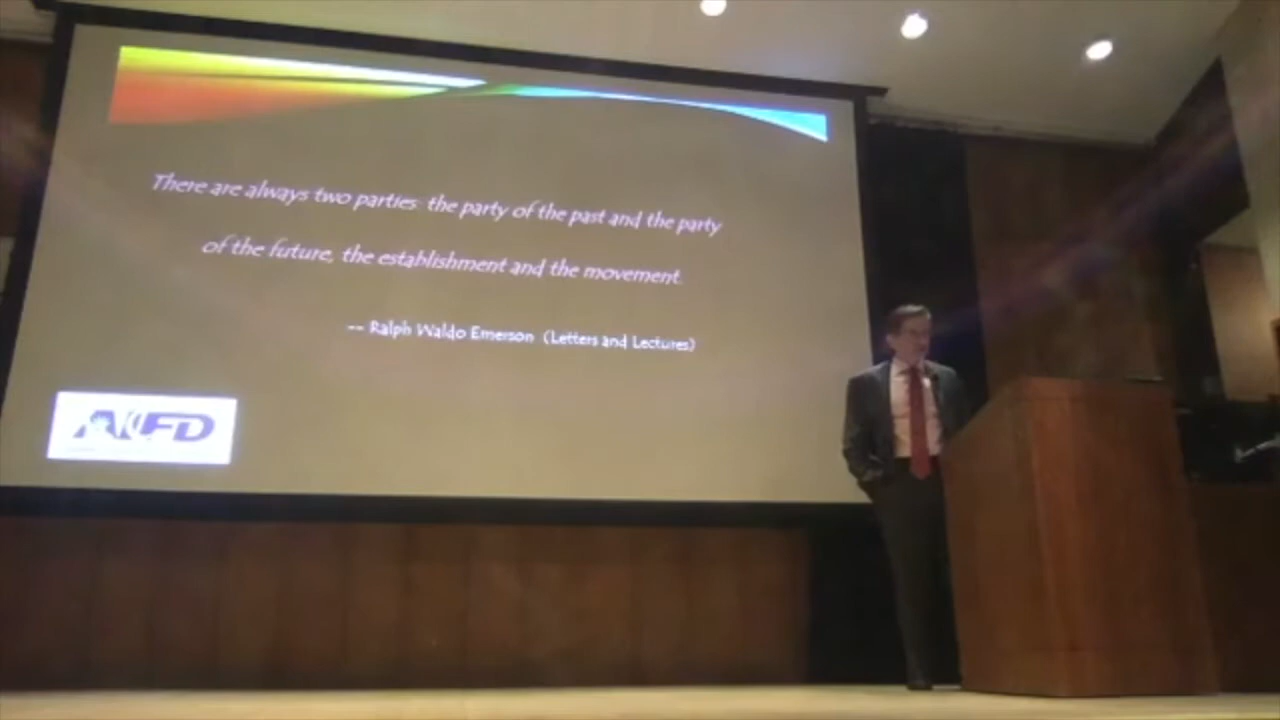 There are always two parties: the party of the past and the party
of the future, the establishment and the movement.
-- Ralph Waldo Emerson (Letters and Lectures)